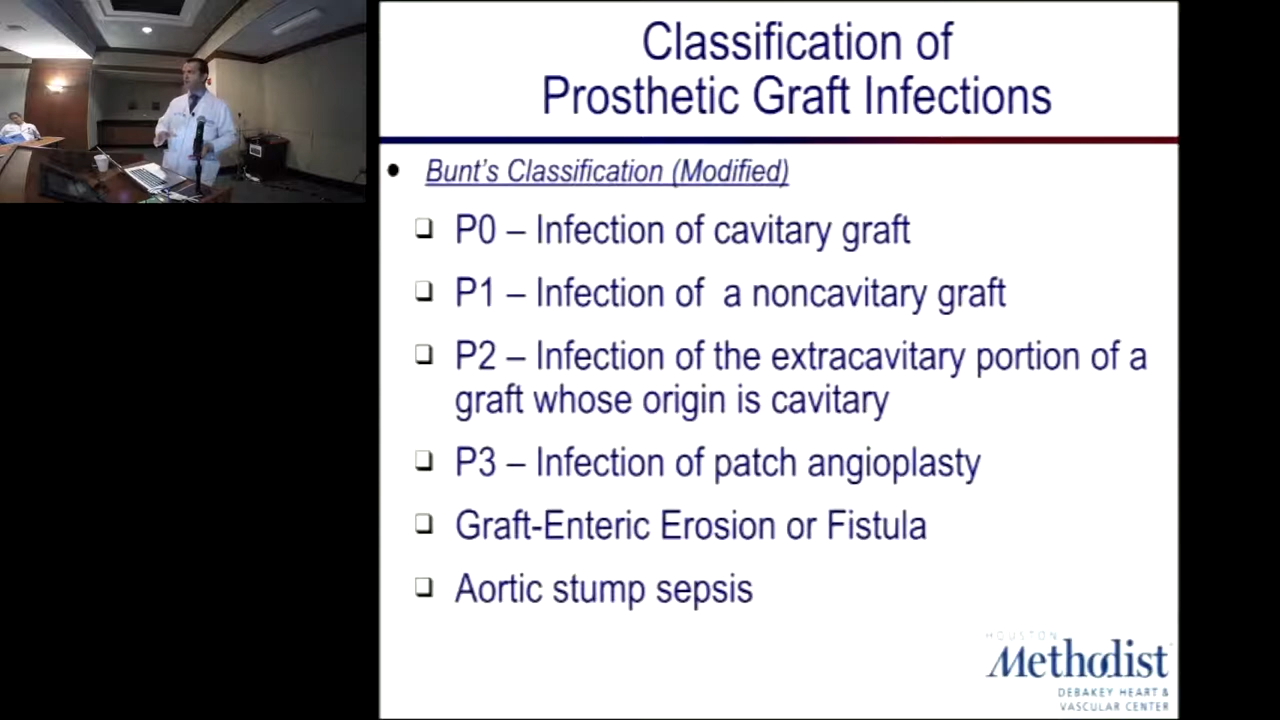 Classification of
Prosthetic Graft Infections
Bunt's Classification (Modified)
P0 – Infection of cavitary graft
P1 – Infection of a noncavitary graft
P2 – Infection of the extracavitary portion of a
graft whose origin is cavitary
P3 – Infection of patch angioplasty
Graft-Enteric Erosion or Fistula
Aortic stump sepsis
HOUSTON
Methodist
DEBAKEY HEART &
VASCULAR CENTER